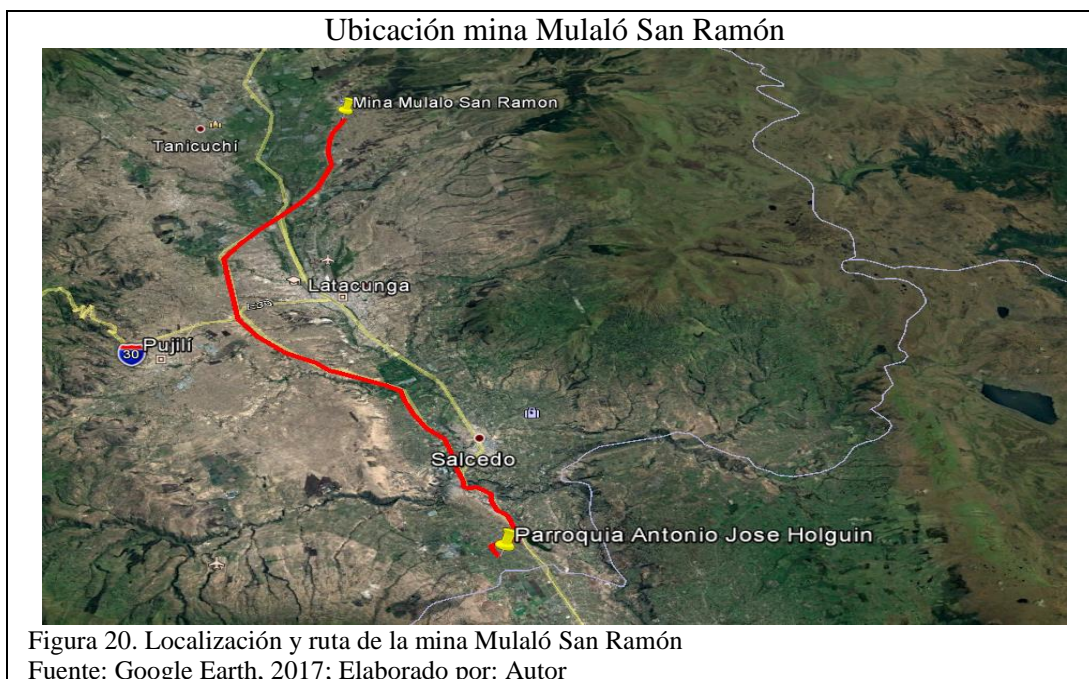 Ubicación mina Mulaló San Ramón
Mina Mulalo San Ramon
Tanicuchi
Latacunga
E35
30
Pujilí
Salcedo
Parroquia Antonio Jose Holguin
Figura 20. Localización y ruta de la mina Mulaló San Ramón
Fuente: Google Earth, 2017; Elaborado por: Autor